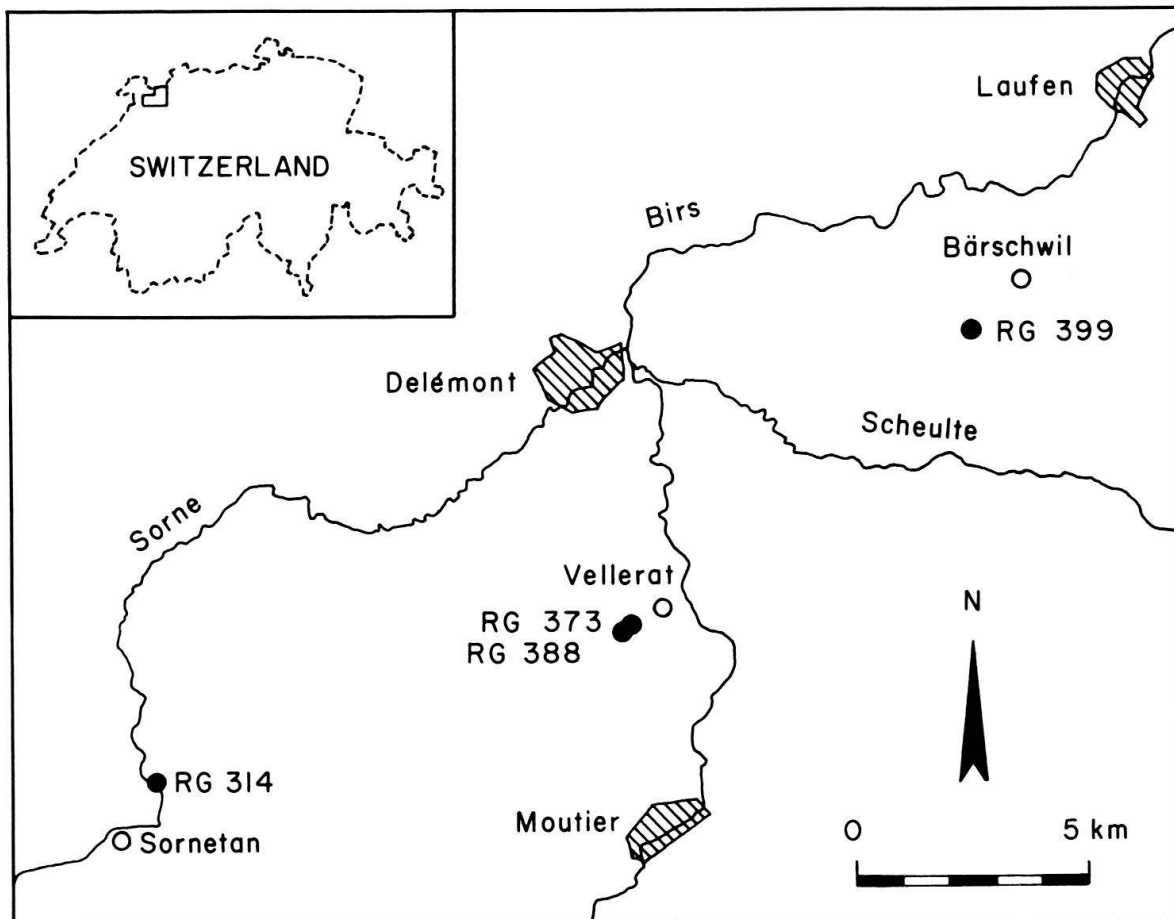 SWITZERLAND
Laufen
Birs
Bärschwil
RG 399
Delémont
Scheulte
Sorne
Vellerat
RG 373
RG 388
N
RG 314
Sornetan
Moutier
0 5 km